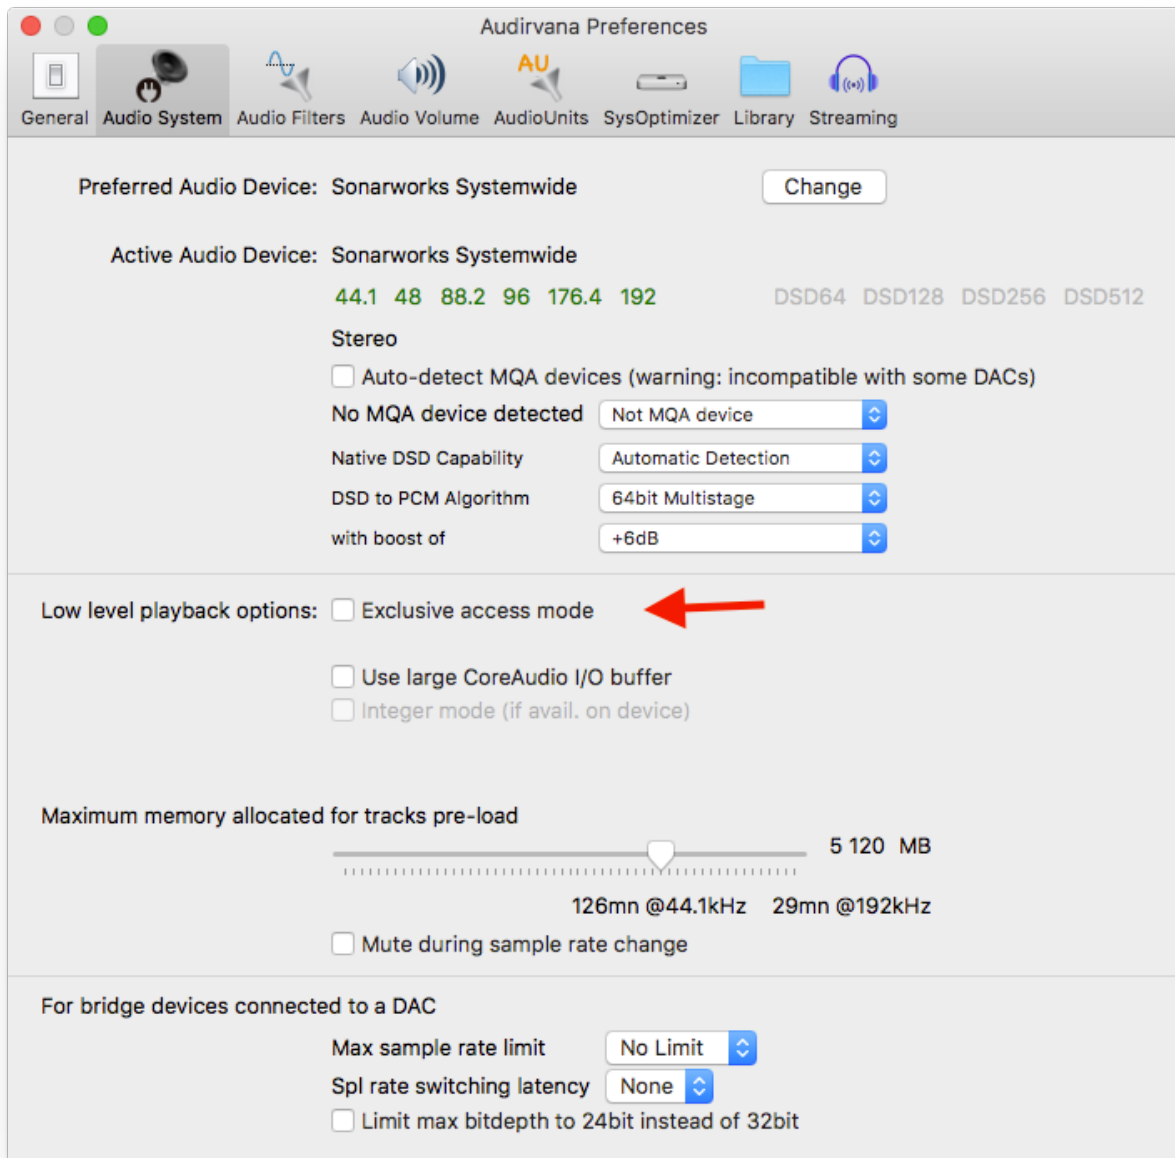 Audirvana Preferences
AU
General Audio System Audio Filters Audio Volume AudioUnits SysOptimizer Library Streaming
Preferred Audio Device: Sonarworks Systemwide Change
Active Audio Device: Sonarworks Systemwide
44.1 48 88.2 96 176.4 192 DSD64 DSD128 DSD256 DSD512
Stereo
Auto-detect MQA devices (warning: incompatible with some DACs)
No MQA device detected Not MQA device
Native DSD Capability Automatic Detection
DSD to PCM Algorithm 64bit Multistage
with boost of +6dB
Low level playback options: Exclusive access mode
Use large CoreAudio I/O buffer
Integer mode (if avail. on device)
Maximum memory allocated for tracks pre-load
5 120 MB
126mn @44.1kHz 29mn @192kHz
Mute during sample rate change
For bridge devices connected to a DAC
Max sample rate limit No Limit
Spl rate switching latency None
Limit max bitdepth to 24bit instead of 32bit